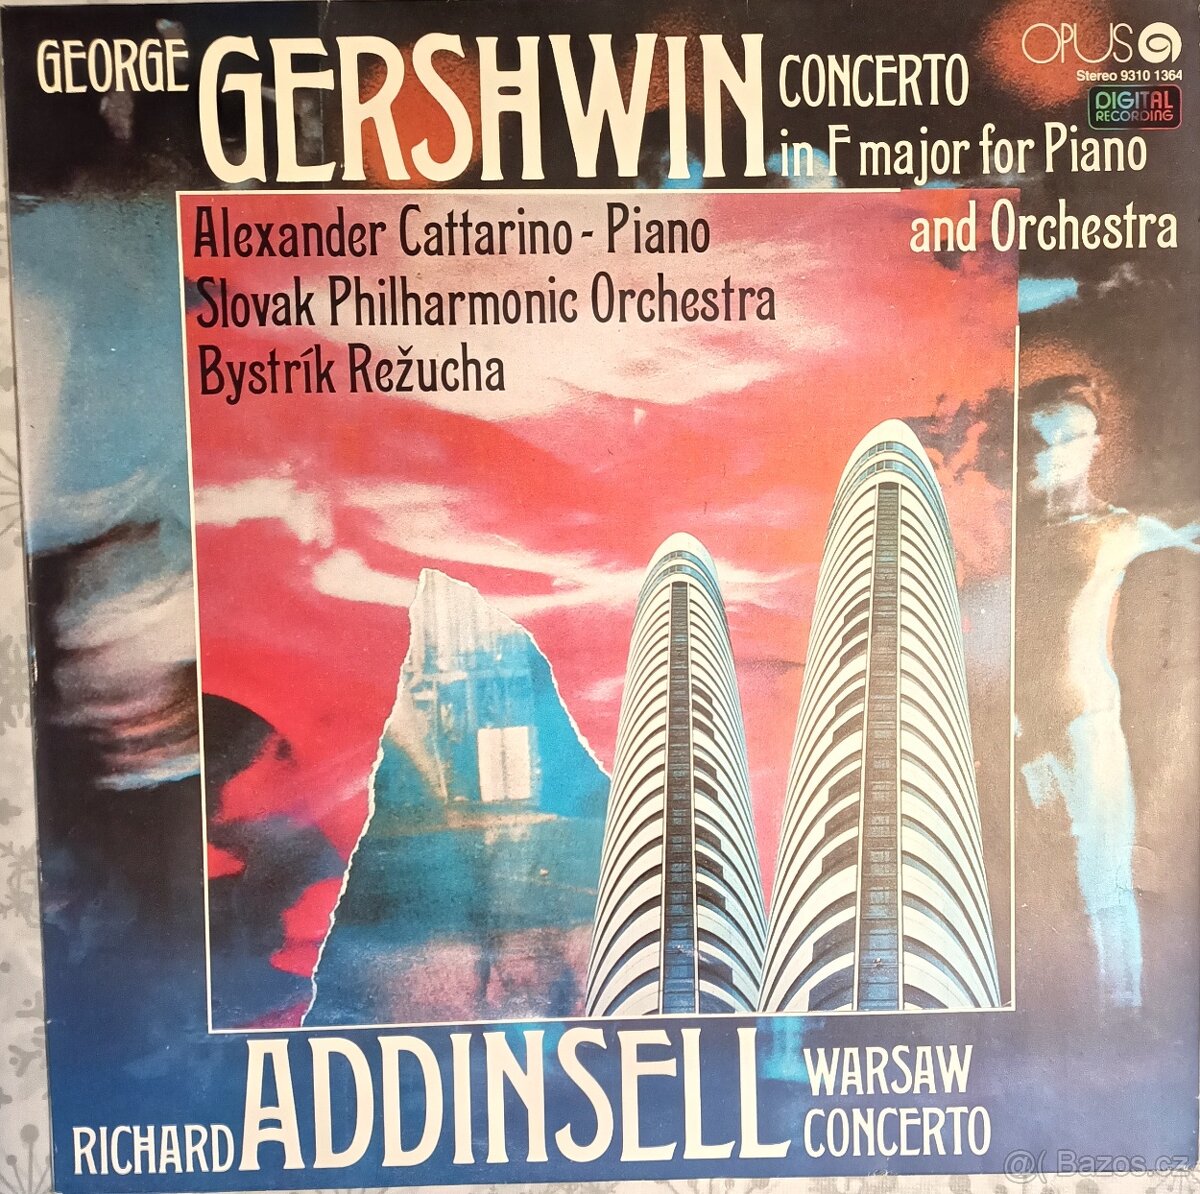 GEORGE GERSHWIN CONCERTO
in F major for Piano
and Orchestra
OPUS
Stereo 9310 1364
DIGITAL
RECORDING
Alexander Cattarino - Piano
Slovak Philharmonic Orchestra
Bystrík Režucha
RICHARD ADDINSELL WARSAW
CONCERTO
@( Bazos.cz